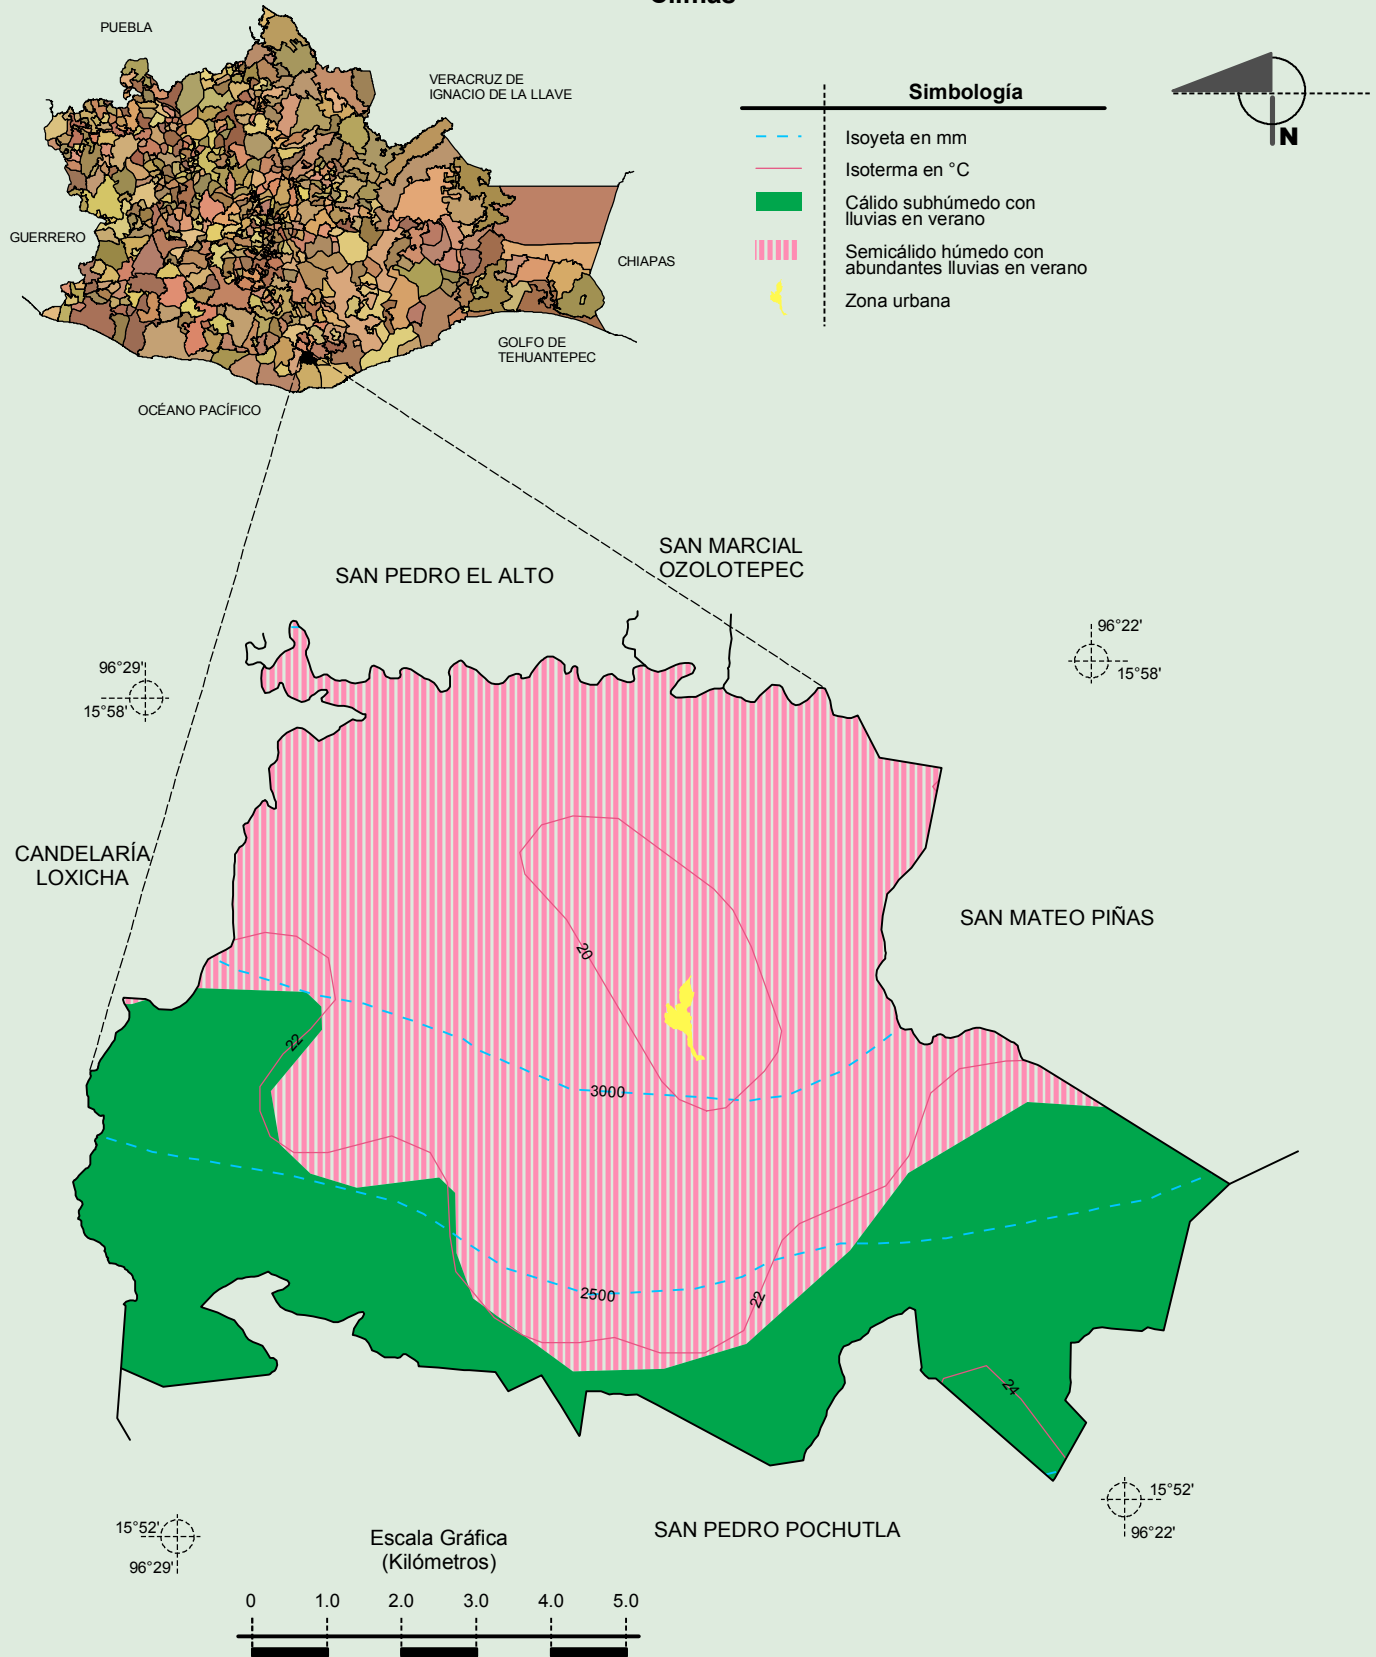 Climas
PUEBLA
VERACRUZ DE
IGNACIO DE LA LLAVE
GUERRERO
CHIAPAS
GOLFO DE
TEHUANTEPEC
OCÉANO PACÍFICO
Simbología
Isoyeta en mm
Isoterma en °C
Cálido subhúmedo con
lluvias en verano
Semicálido húmedo con
abundantes lluvias en verano
Zona urbana
N
SAN PEDRO EL ALTO
SAN MARCIAL
OZOLOTEPEC
96°29'
15°58'
96°22'
15°58'
CANDELARÍA
LOXICHA
SAN MATEO PIÑAS
20
22
3000
2500
22
24
15°52'
96°29'
15°52'
96°22'
SAN PEDRO POCHUTLA
Escala Gráfica
(Kilómetros)
0 1.0 2.0 3.0 4.0 5.0